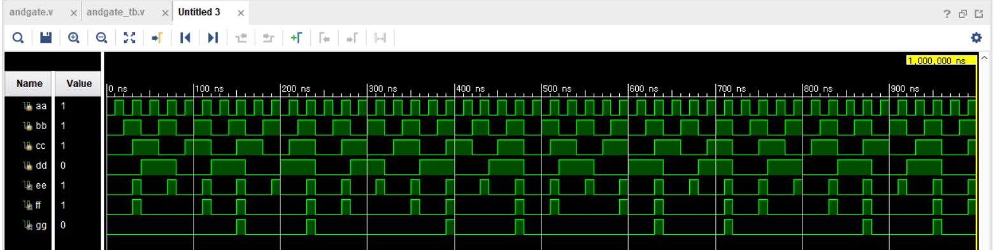 andgate.v × andgate_tb.v × Untitled 3 ×
?
1,000,000 ns
Name Value
0 ns 100 ns 200 ns 300 ns 400 ns 500 ns 600 ns 700 ns 800 ns 900 ns
aa 1
bb 1
cc 1
dd 0
ee 1
ff 1
gg 0